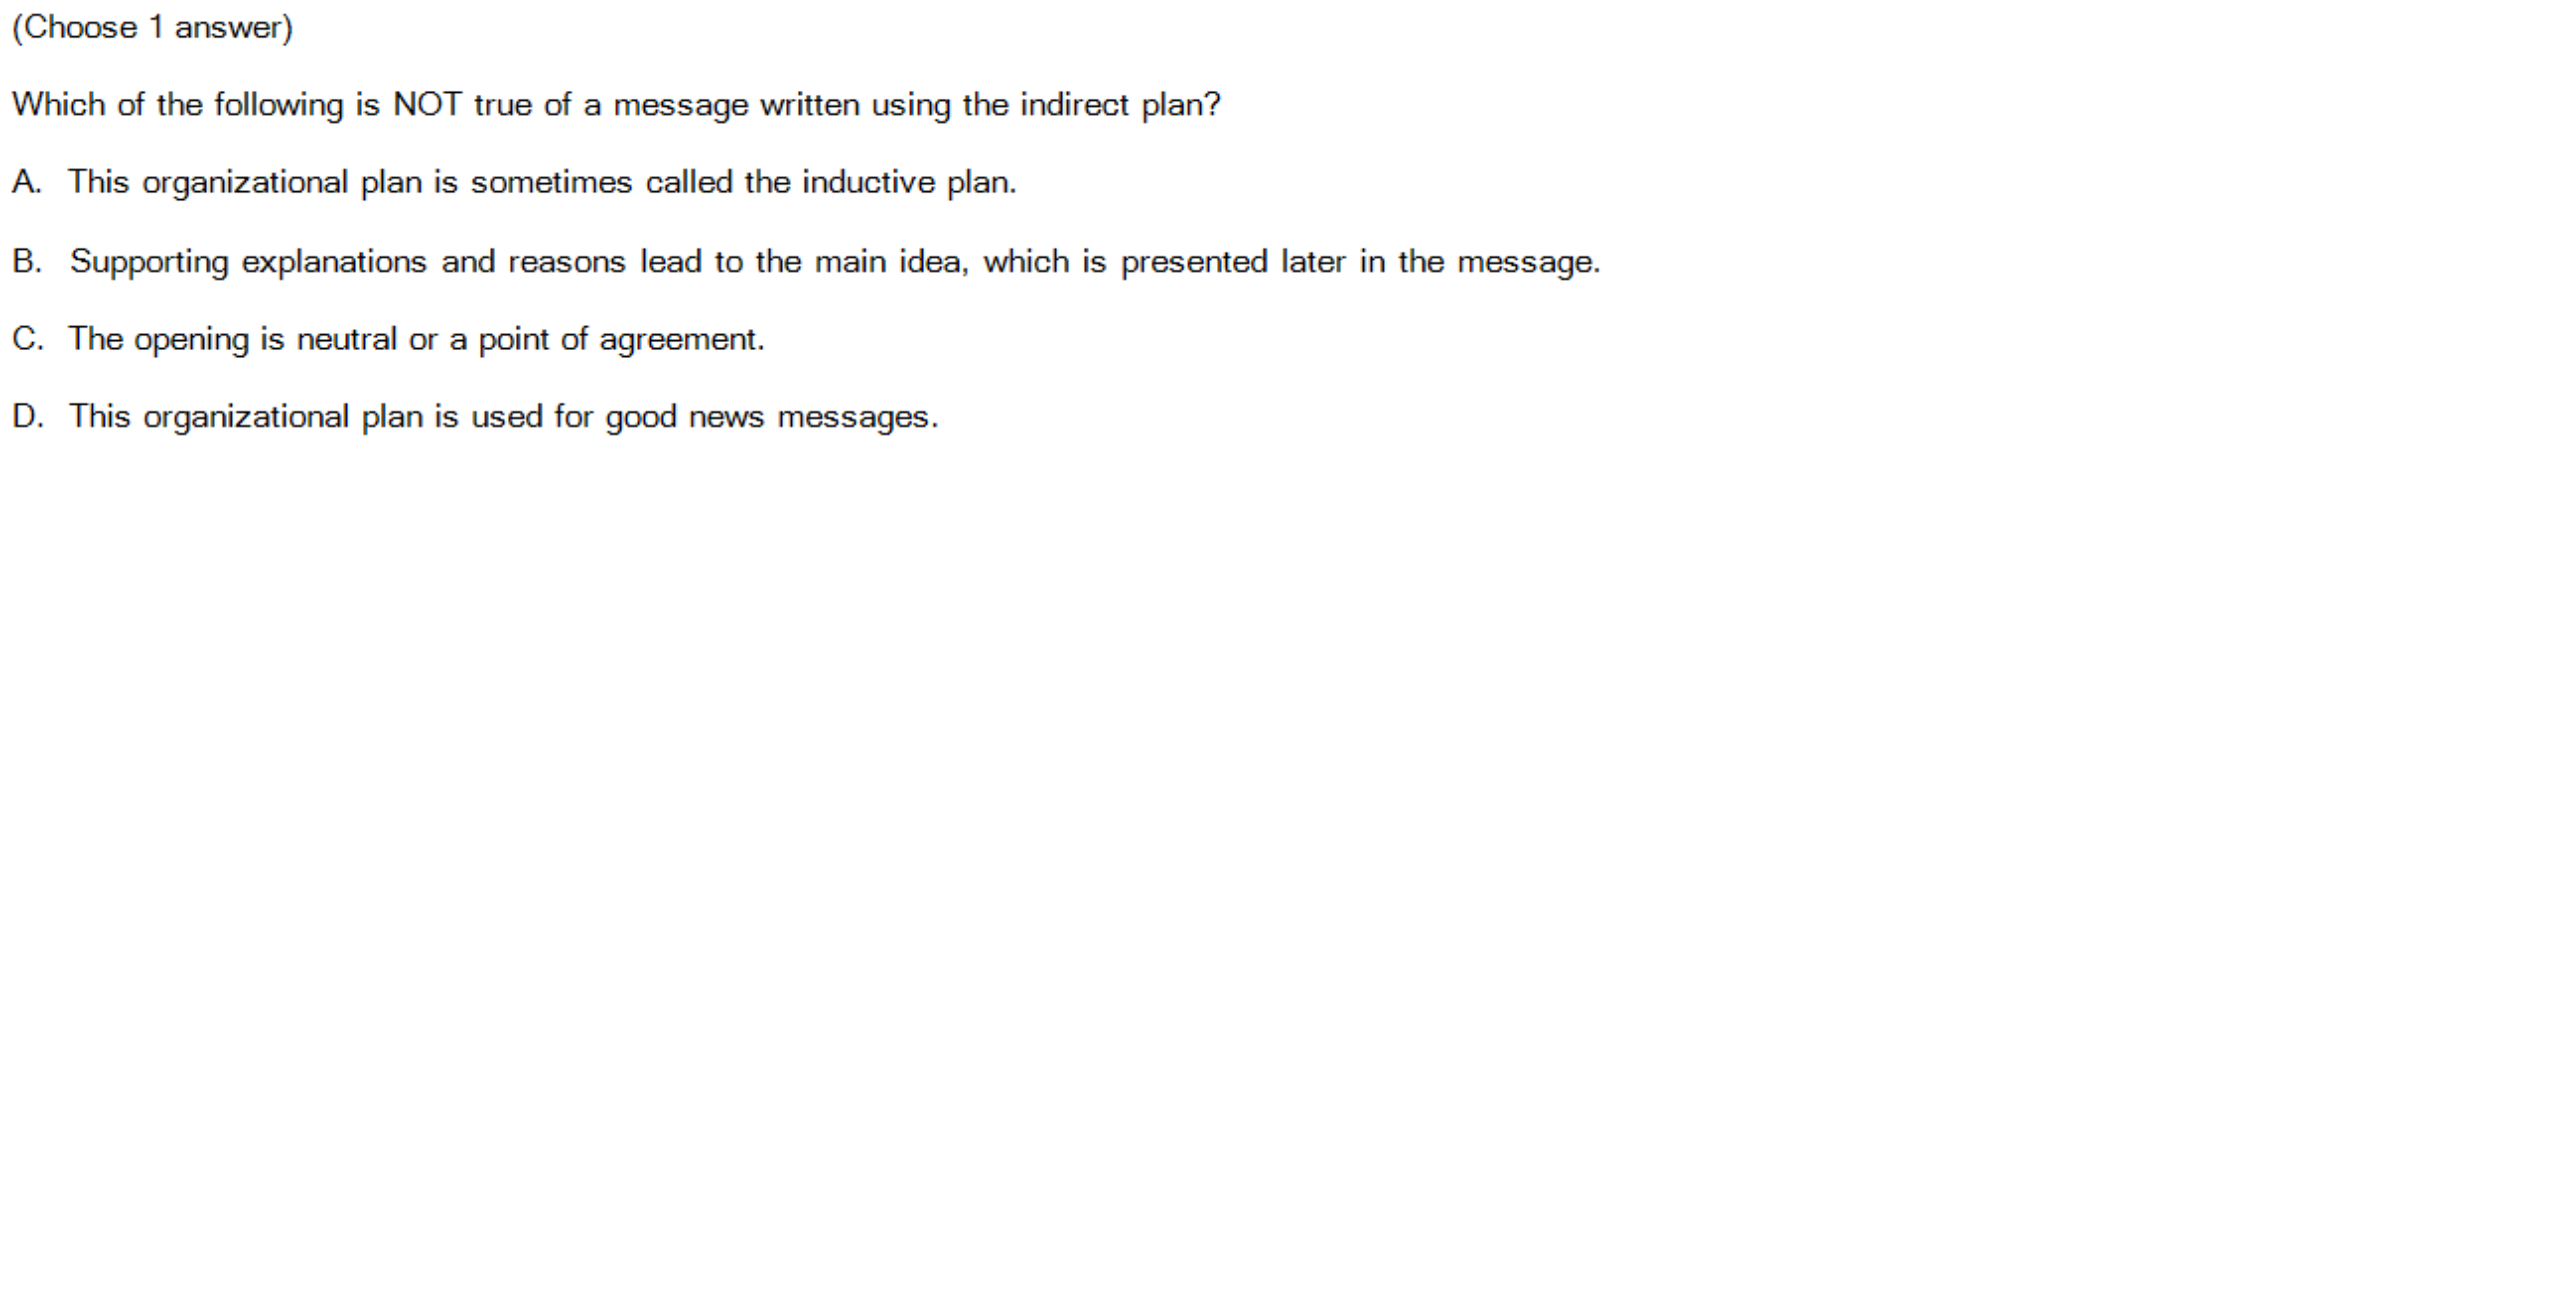 (Choose 1 answer)
Which of the following is NOT true of a message written using the indirect plan?
A. This organizational plan is sometimes called the inductive plan.
B. Supporting explanations and reasons lead to the main idea, which is presented later in the message.
C. The opening is neutral or a point of agreement.
D. This organizational plan is used for good news messages.